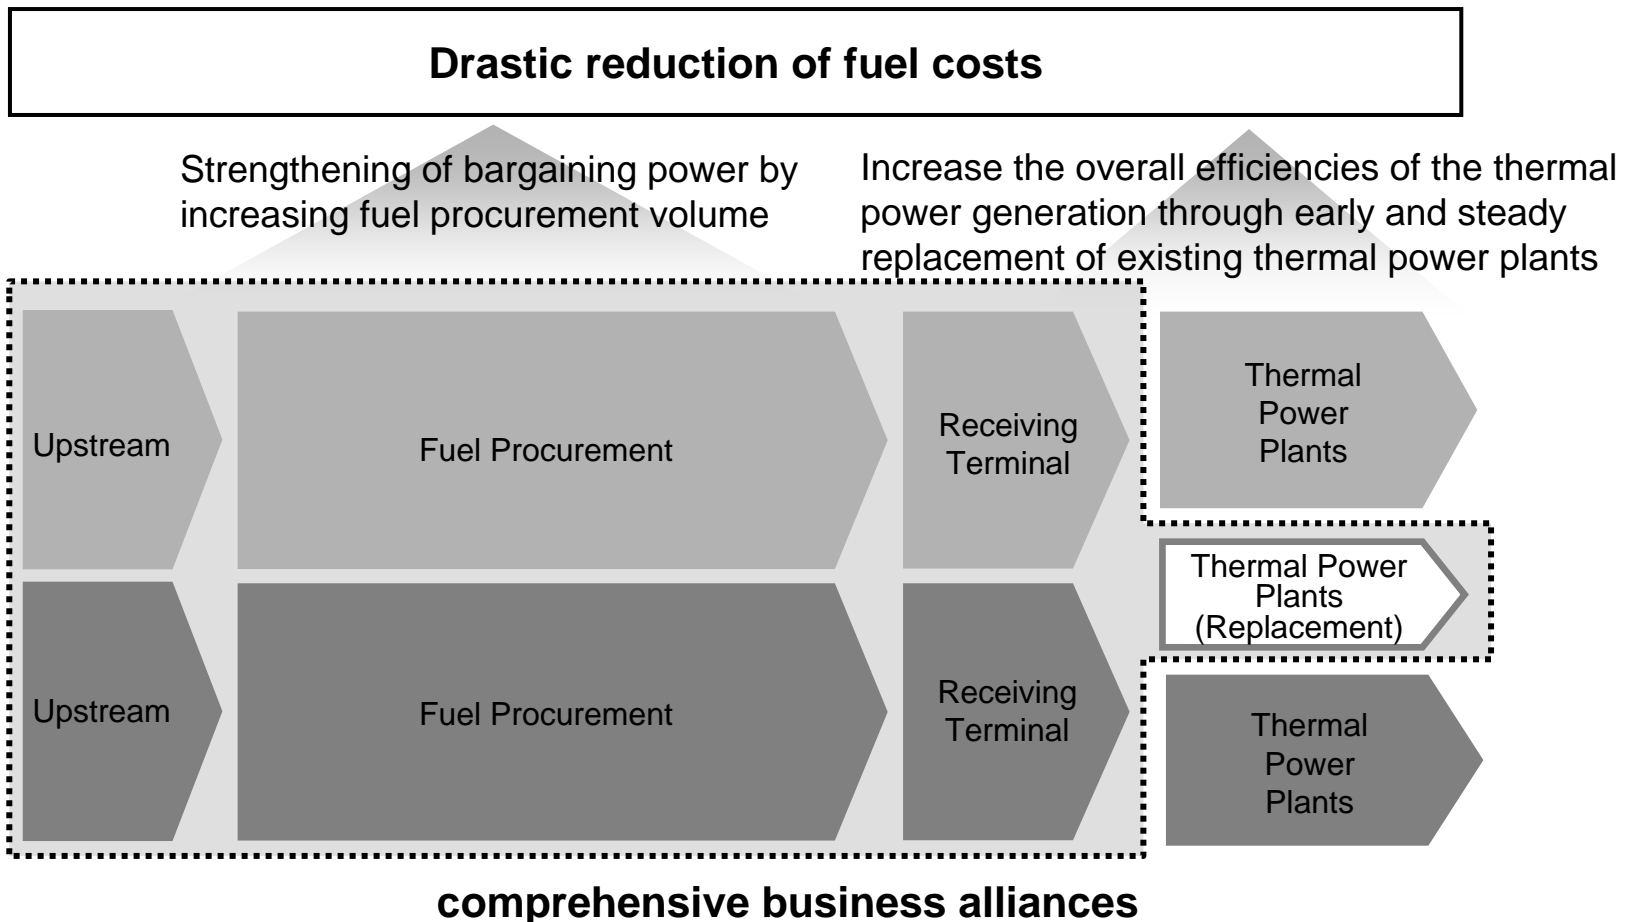 Drastic reduction of fuel costs
Strengthening of bargaining power by
increasing fuel procurement volume
Increase the overall efficiencies of the thermal
power generation through early and steady
replacement of existing thermal power plants
Upstream
Fuel Procurement
Receiving
Terminal
Thermal
Power
Plants
Thermal Power
Plants
(Replacement)
Upstream
Fuel Procurement
Receiving
Terminal
Thermal
Power
Plants
comprehensive business alliances